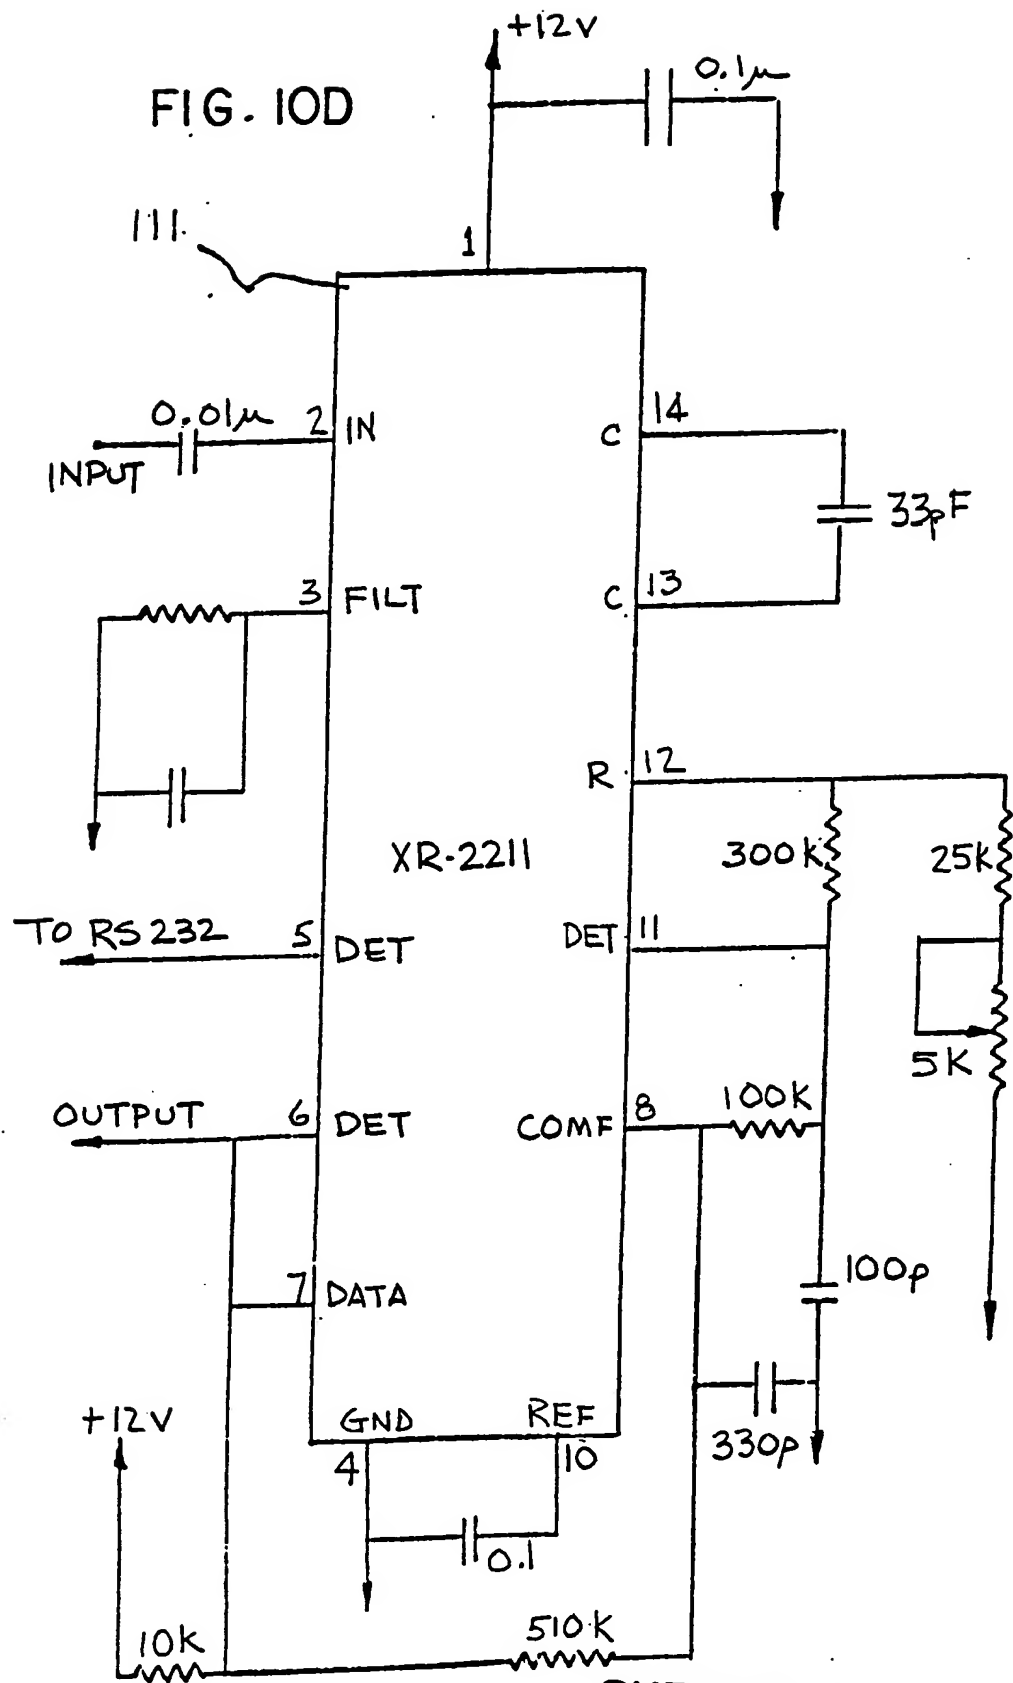 +12V
0.1µ
FIG. 10D
111
1
0.01µ
2
IN
INPUT
14
C
33pF
13
C
3
FILT
12
R
XR-2211
300K
25K
TO RS 232
5
DET
11
DET
5K
OUTPUT
6
DET
8
COMF
100K
7
DATA
100p
+12V
GND
REF
330p
4
10
0.1
10K
510K